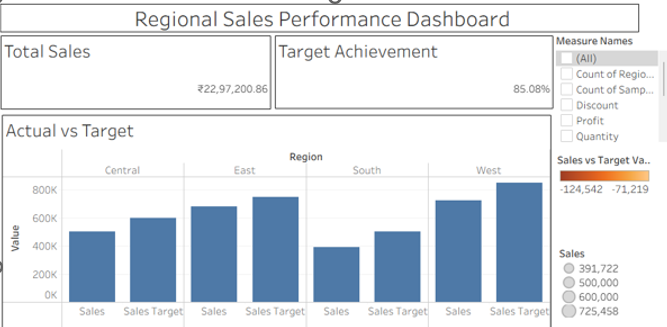 Regional Sales Performance Dashboard
Total Sales
₹22,97,200.86
Target Achievement
85.08%
Measure Names
(All)
Count of Regio...
Count of Samp...
Discount
Profit
Quantity
Actual vs Target
Region
Central East South West
800K
600K
400K
200K
0K
Value
Sales Sales Target Sales Sales Target Sales Sales Target Sales Sales Target
Sales vs Target Va..
-124,542 -71,219
Sales
391,722
500,000
600,000
725,458